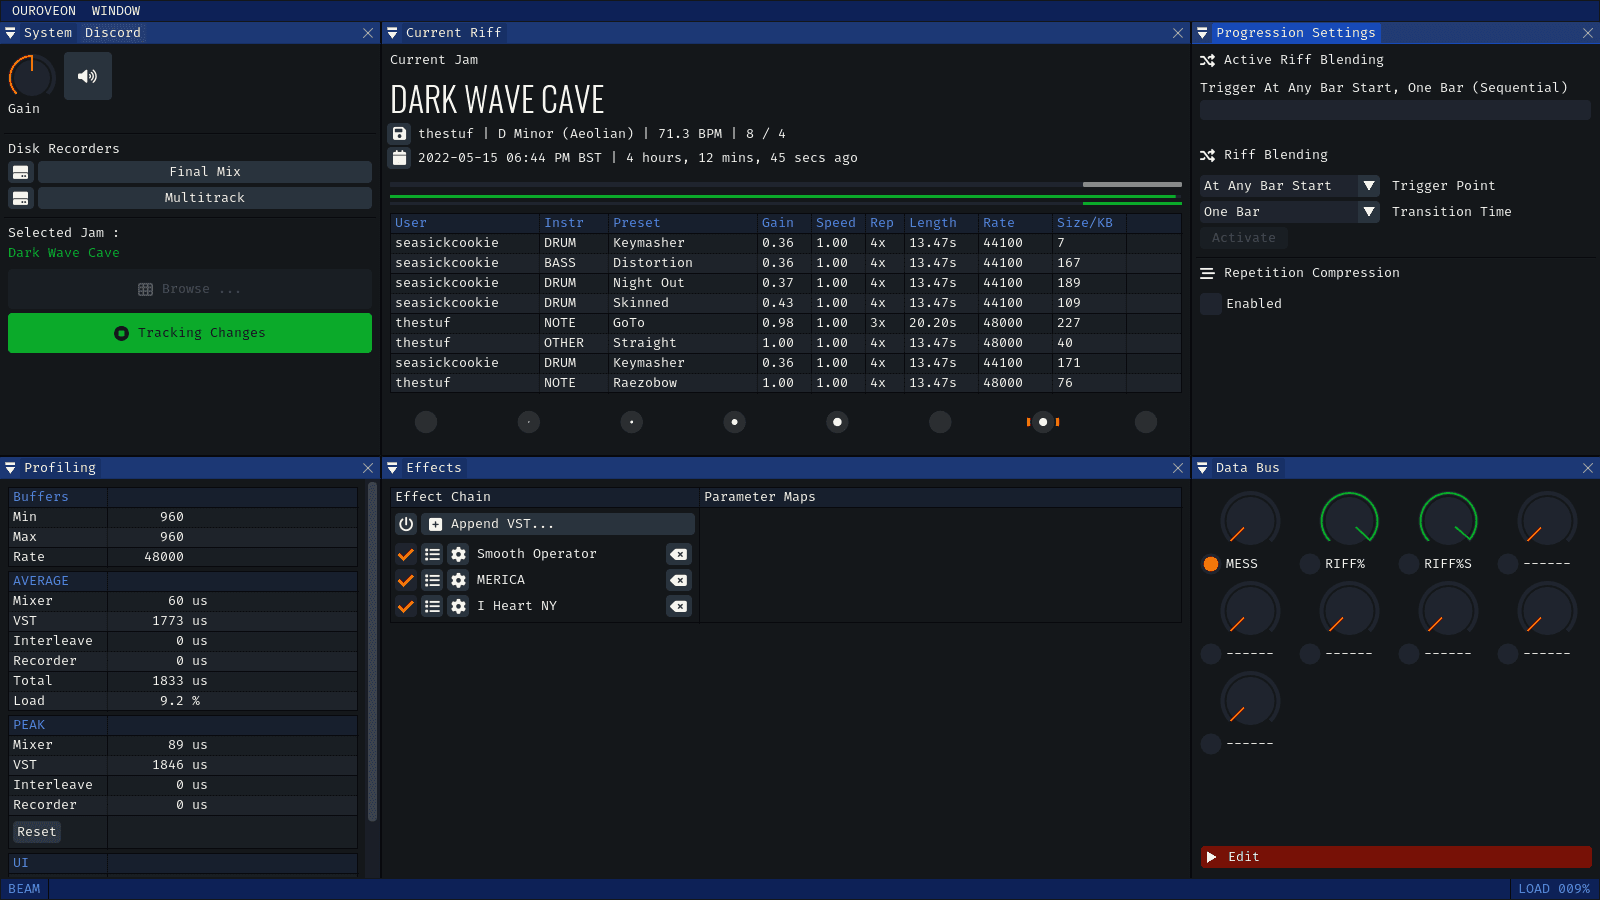 OUROVEON WINDOW
System Discord
Gain
Disk Recorders
Final Mix
Multitrack
Selected Jam :
Dark Wave Cave
Browse ...
Tracking Changes
Current Riff
Current Jam
DARK WAVE CAVE
thestuf | D Minor (Aeolian) | 71.3 BPM | 8 / 4
2022-05-15 06:44 PM BST | 4 hours, 12 mins, 45 secs ago
User Instr Preset Gain Speed Rep Length Rate Size/KB
seasickcookie DRUM Keymasher 0.36 1.00 4x 13.47s 44100 7
seasickcookie BASS Distortion 0.36 1.00 4x 13.47s 44100 167
seasickcookie DRUM Night Out 0.37 1.00 4x 13.47s 44100 189
seasickcookie DRUM Skinned 0.43 1.00 4x 13.47s 44100 109
thestuf NOTE GoTo 0.98 1.00 3x 20.20s 48000 227
thestuf OTHER Straight 1.00 1.00 4x 13.47s 48000 40
seasickcookie DRUM Keymasher 0.36 1.00 4x 13.47s 44100 171
thestuf NOTE Raezobow 1.00 1.00 4x 13.47s 48000 76
Progression Settings
Active Riff Blending
Trigger At Any Bar Start, One Bar (Sequential)
Riff Blending
At Any Bar Start Trigger Point
One Bar Transition Time
Activate
Repetition Compression
Enabled
Profiling
Buffers
Min 960
Max 960
Rate 48000
AVERAGE
Mixer 60 us
VST 1773 us
Interleave 0 us
Recorder 0 us
Total 1833 us
Load 9.2 %
PEAK
Mixer 89 us
VST 1846 us
Interleave 0 us
Recorder 0 us
Reset
UI
Effects
Effect Chain Parameter Maps
Append VST...
Smooth Operator
MERICA
I Heart NY
Data Bus
MESS RIFF% RIFF%S ------
------ ------ ------ ------
------
Edit
BEAM LOAD 009%